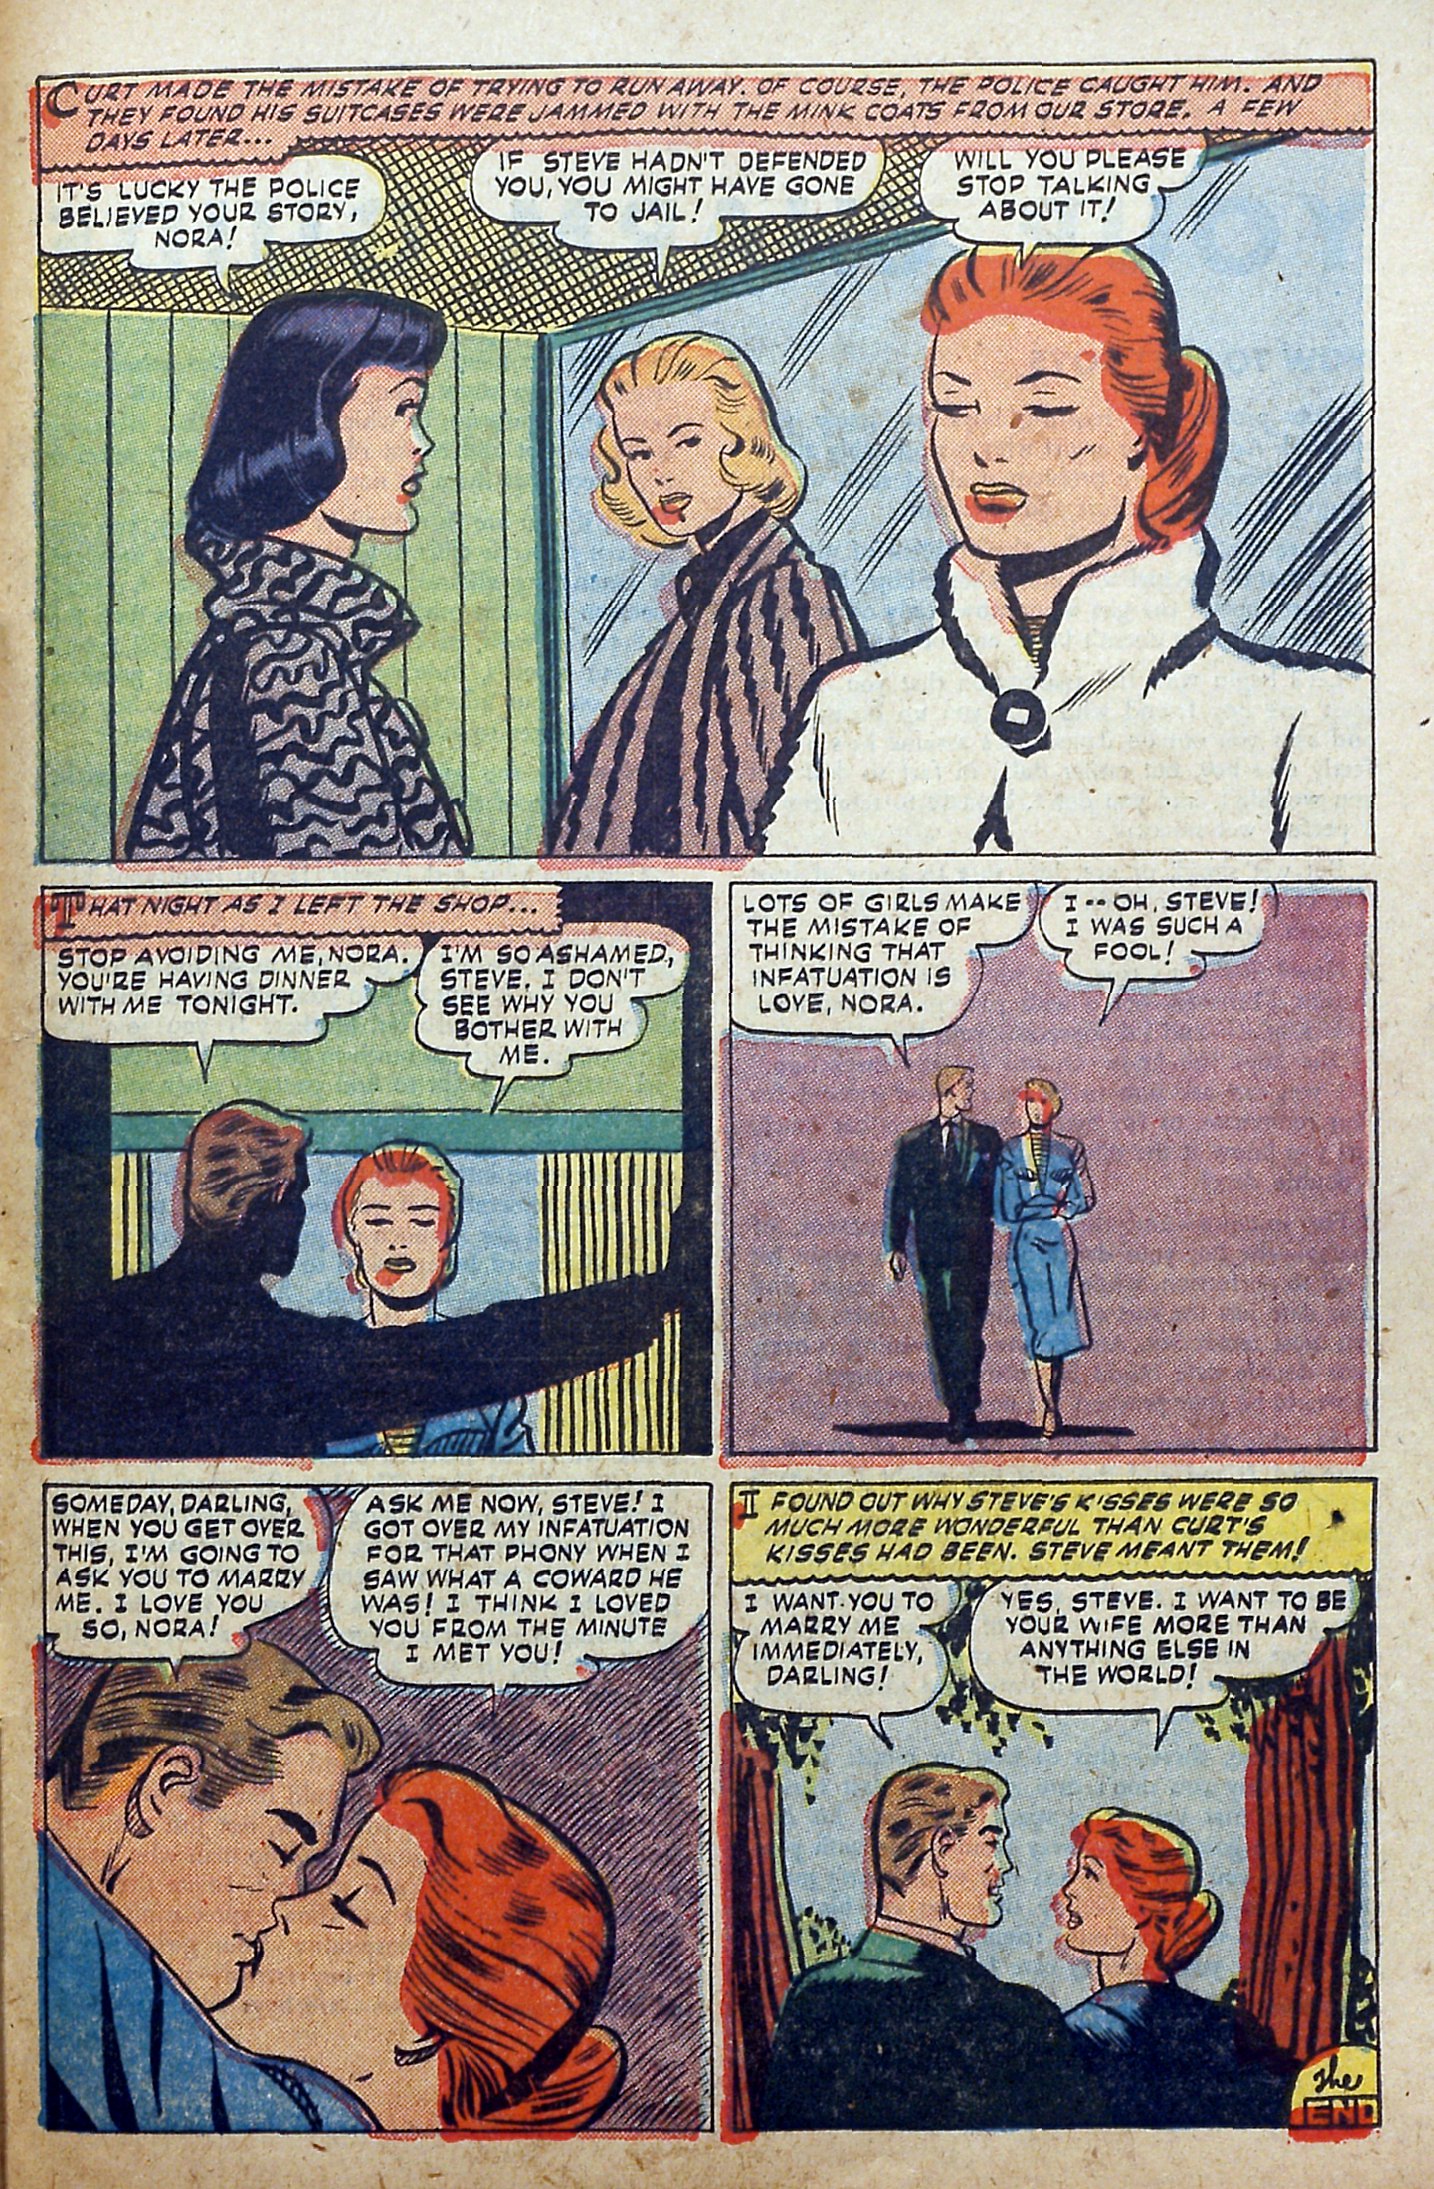 CURT MADE THE MISTAKE OF TRYING TO RUN AWAY. OF COURSE, THE POLICE CAUGHT HIM. AND
THEY FOUND HIS SUITCASES WERE JAMMED WITH THE MINK COATS FROM OUR STORE. A FEW
DAYS LATER...
IT'S LUCKY THE POLICE
BELIEVED YOUR STORY,
NORA!
IF STEVE HADN'T DEFENDED
YOU, YOU MIGHT HAVE GONE
TO JAIL!
WILL YOU PLEASE
STOP TALKING
ABOUT IT!
THAT NIGHT AS I LEFT THE SHOP...
STOP AVOIDING ME, NORA.
YOU'RE HAVING DINNER
WITH ME TONIGHT.
I'M SO ASHAMED,
STEVE. I DON'T
SEE WHY YOU
BOTHER WITH
ME.
LOTS OF GIRLS MAKE
THE MISTAKE OF
THINKING THAT
INFATUATION IS
LOVE, NORA.
I -- OH, STEVE!
I WAS SUCH A
FOOL!
SOMEDAY, DARLING,
WHEN YOU GET OVER
THIS, I'M GOING TO
ASK YOU TO MARRY
ME. I LOVE YOU
SO, NORA!
ASK ME NOW, STEVE! I
GOT OVER MY INFATUATION
FOR THAT PHONY WHEN I
SAW WHAT A COWARD HE
WAS! I THINK I LOVED
YOU FROM THE MINUTE
I MET YOU!
I FOUND OUT WHY STEVE'S KISSES WERE SO
MUCH MORE WONDERFUL THAN CURT'S
KISSES HAD BEEN. STEVE MEANT THEM!
I WANT YOU TO
MARRY ME
IMMEDIATELY,
DARLING!
YES, STEVE. I WANT TO BE
YOUR WIFE MORE THAN
ANYTHING ELSE IN
THE WORLD!
The
END